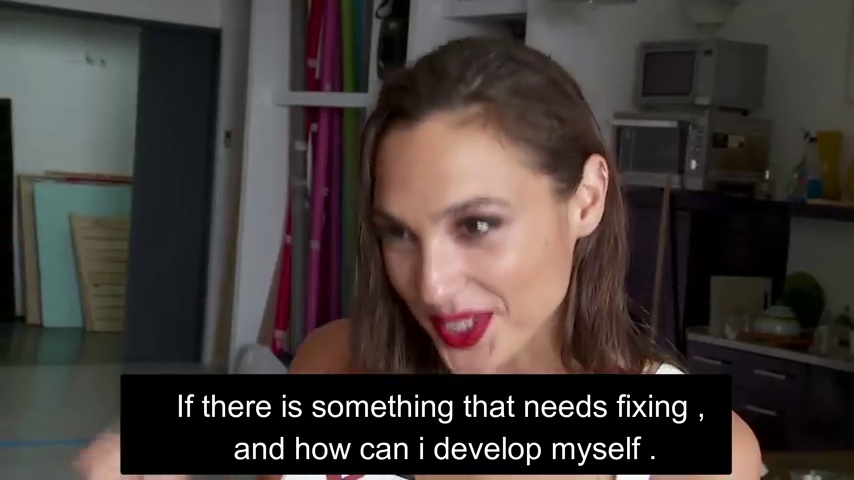 If there is something that needs fixing ,
and how can i develop myself .